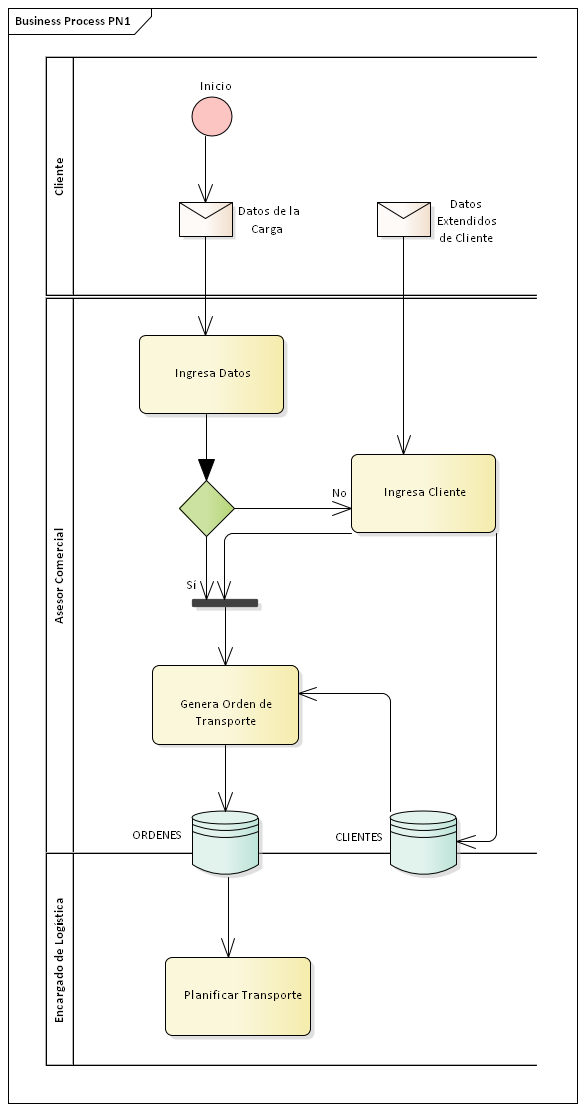 Business Process PN1
Cliente
Inicio
Datos de la
Carga
Datos
Extendidos
de Cliente
Asesor Comercial
Ingresa Datos
No
Ingresa Cliente
Sí
Genera Orden de
Transporte
ORDENES
CLIENTES
Encargado de Logística
Planificar Transporte